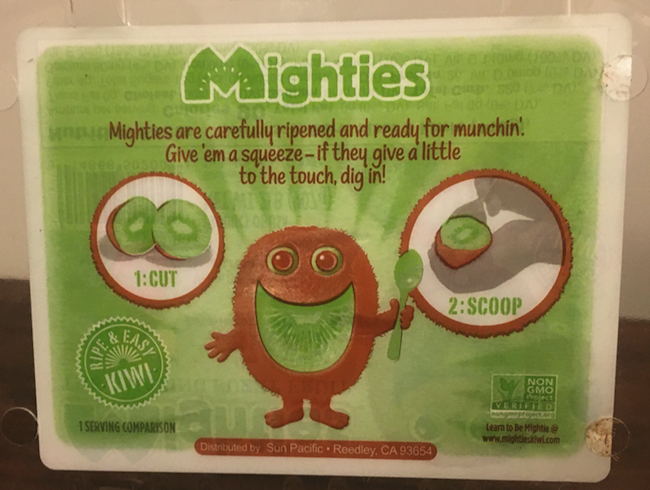 Mighties
Mighties are carefully ripened and ready for munchin'.
Give 'em a squeeze – if they give a little
to the touch, dig in!
1: CUT
2: SCOOP
RIPE & EASY
KIWI
NON
GMO
Project
VERIFIED
nongmoproject.org
1 SERVING COMPARISON
Learn to Be Mightie @
www.mightieskiwi.com
Distributed by Sun Pacific • Reedley, CA 93654